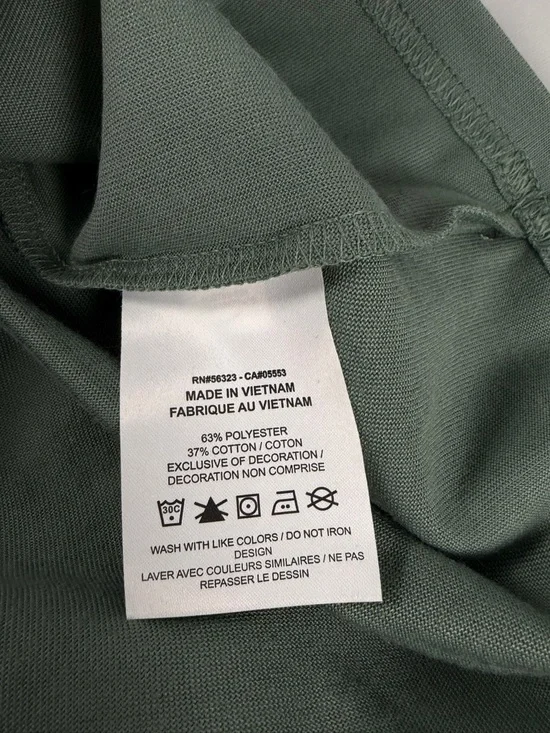 RN#56323 - CA#05553
MADE IN VIETNAM
FABRIQUE AU VIETNAM
63% POLYESTER
37% COTTON / COTON
EXCLUSIVE OF DECORATION /
DECORATION NON COMPRISE
30C
WASH WITH LIKE COLORS / DO NOT IRON
DESIGN
LAVER AVEC COULEURS SIMILAIRES / NE PAS
REPASSER LE DESSIN